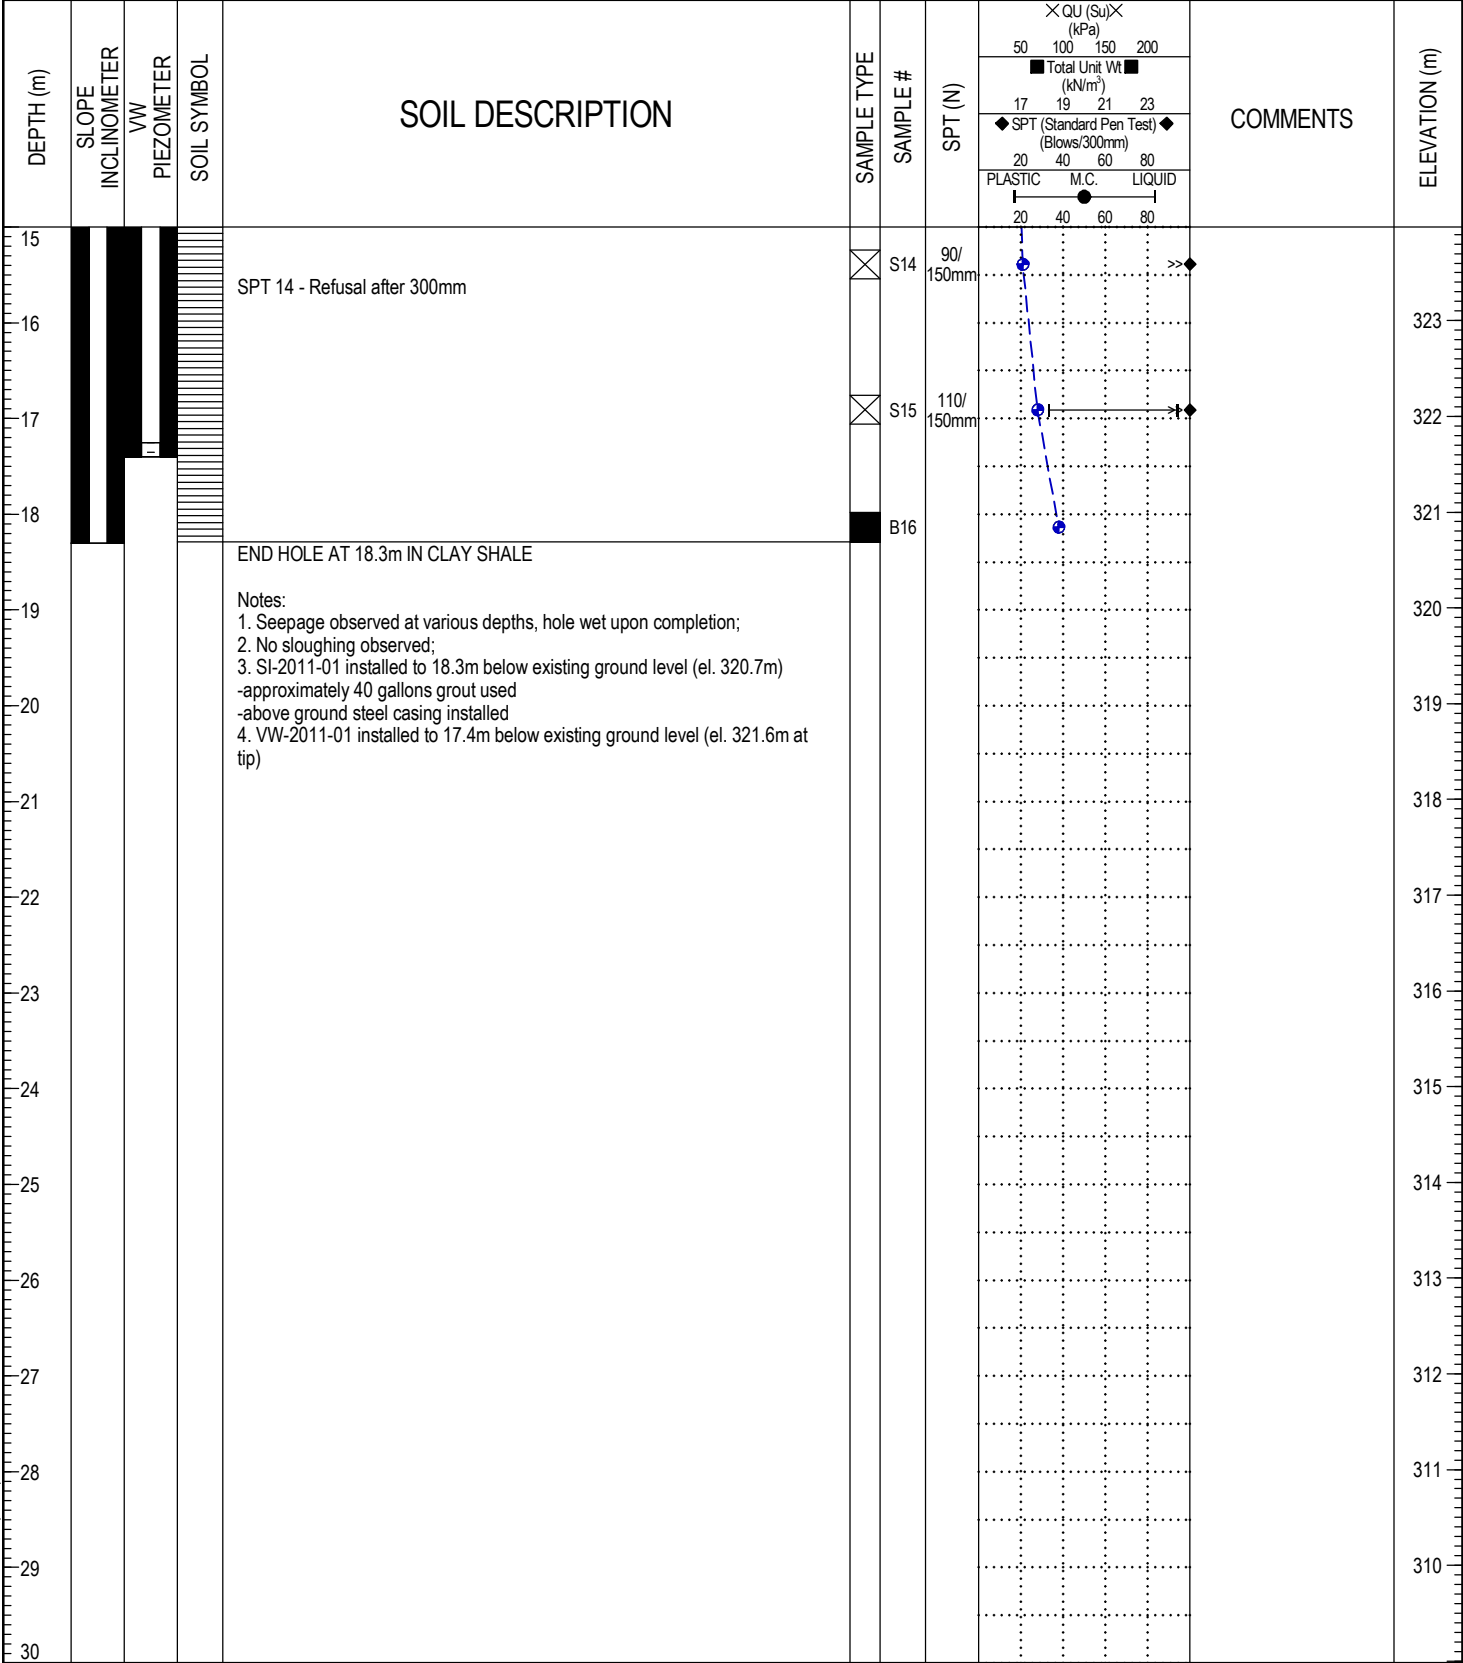 DEPTH (m)
SLOPE
INCLINOMETER
VW
PIEZOMETER
SOIL SYMBOL
SOIL DESCRIPTION
SAMPLE TYPE
SAMPLE #
SPT (N)
QU (Su)
(kPa)
50 100 150 200
Total Unit Wt
(kN/m³)
17 19 21 23
SPT (Standard Pen Test)
(Blows/300mm)
20 40 60 80
PLASTIC M.C. LIQUID
20 40 60 80
COMMENTS
ELEVATION (m)
15
SPT 14 - Refusal after 300mm
S14
90/
150mm
>>
16
323
17
S15
110/
150mm
>>
322
18
B16
321
END HOLE AT 18.3m IN CLAY SHALE
Notes:
19
320
1. Seepage observed at various depths, hole wet upon completion;
2. No sloughing observed;
3. SI-2011-01 installed to 18.3m below existing ground level (el. 320.7m)
-approximately 40 gallons grout used
20
319
-above ground steel casing installed
4. VW-2011-01 installed to 17.4m below existing ground level (el. 321.6m at
tip)
21
318
22
317
23
316
24
315
25
314
26
313
27
312
28
311
29
310
30